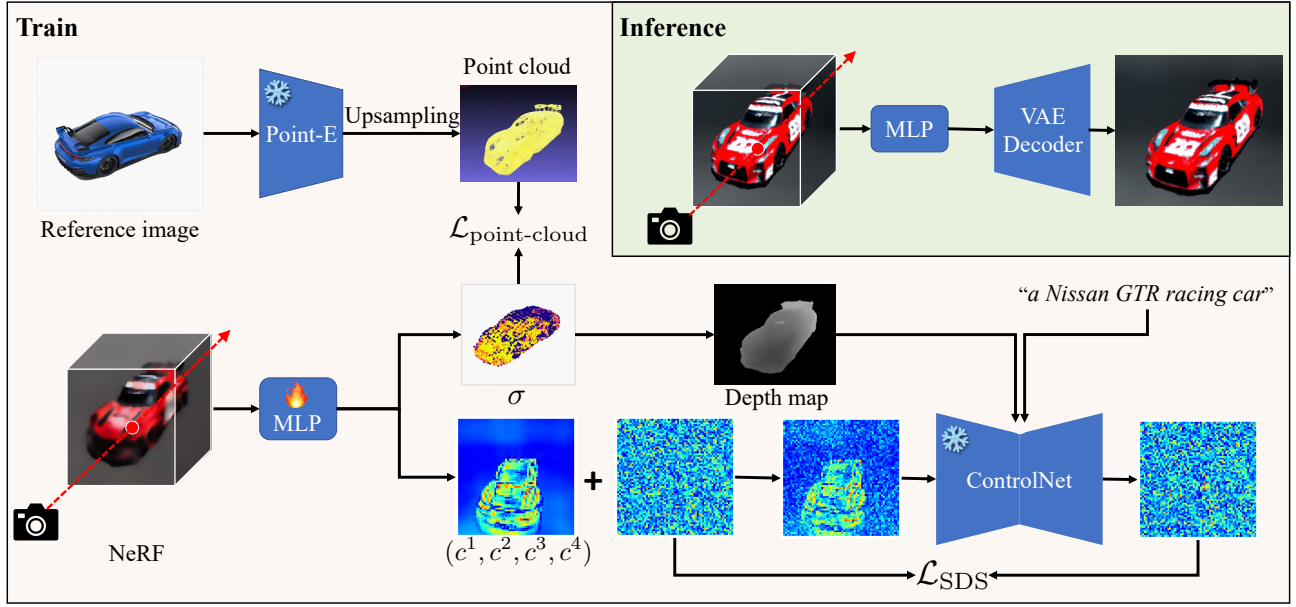 Train
Inference
Point-E
Upsampling
Point cloud
Reference image
MLP
VAE
Decoder
ℒpoint-cloud
“a Nissan GTR racing car”
MLP
σ
Depth map
ControlNet
NeRF
(c¹, c², c³, c⁴)
+
ℒSDS